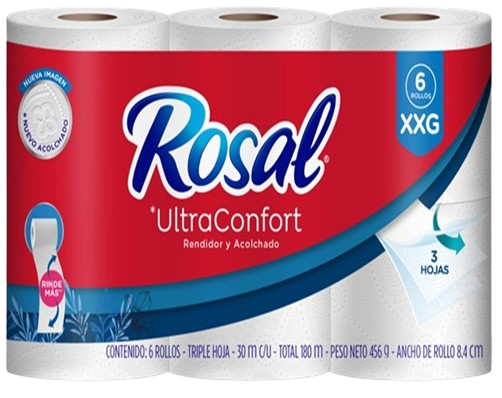 NUEVA IMAGEN
• NUEVO ACOLCHADO •
6
ROLLOS
XXG
Rosal®
*UltraConfort
Rendidor y Acolchado
RINDE
MÁS**
3
HOJAS
CONTENIDO: 6 ROLLOS - TRIPLE HOJA - 30 m C/U - TOTAL 180 m - PESO NETO 456 g - ANCHO DE ROLLO 8.4 cm